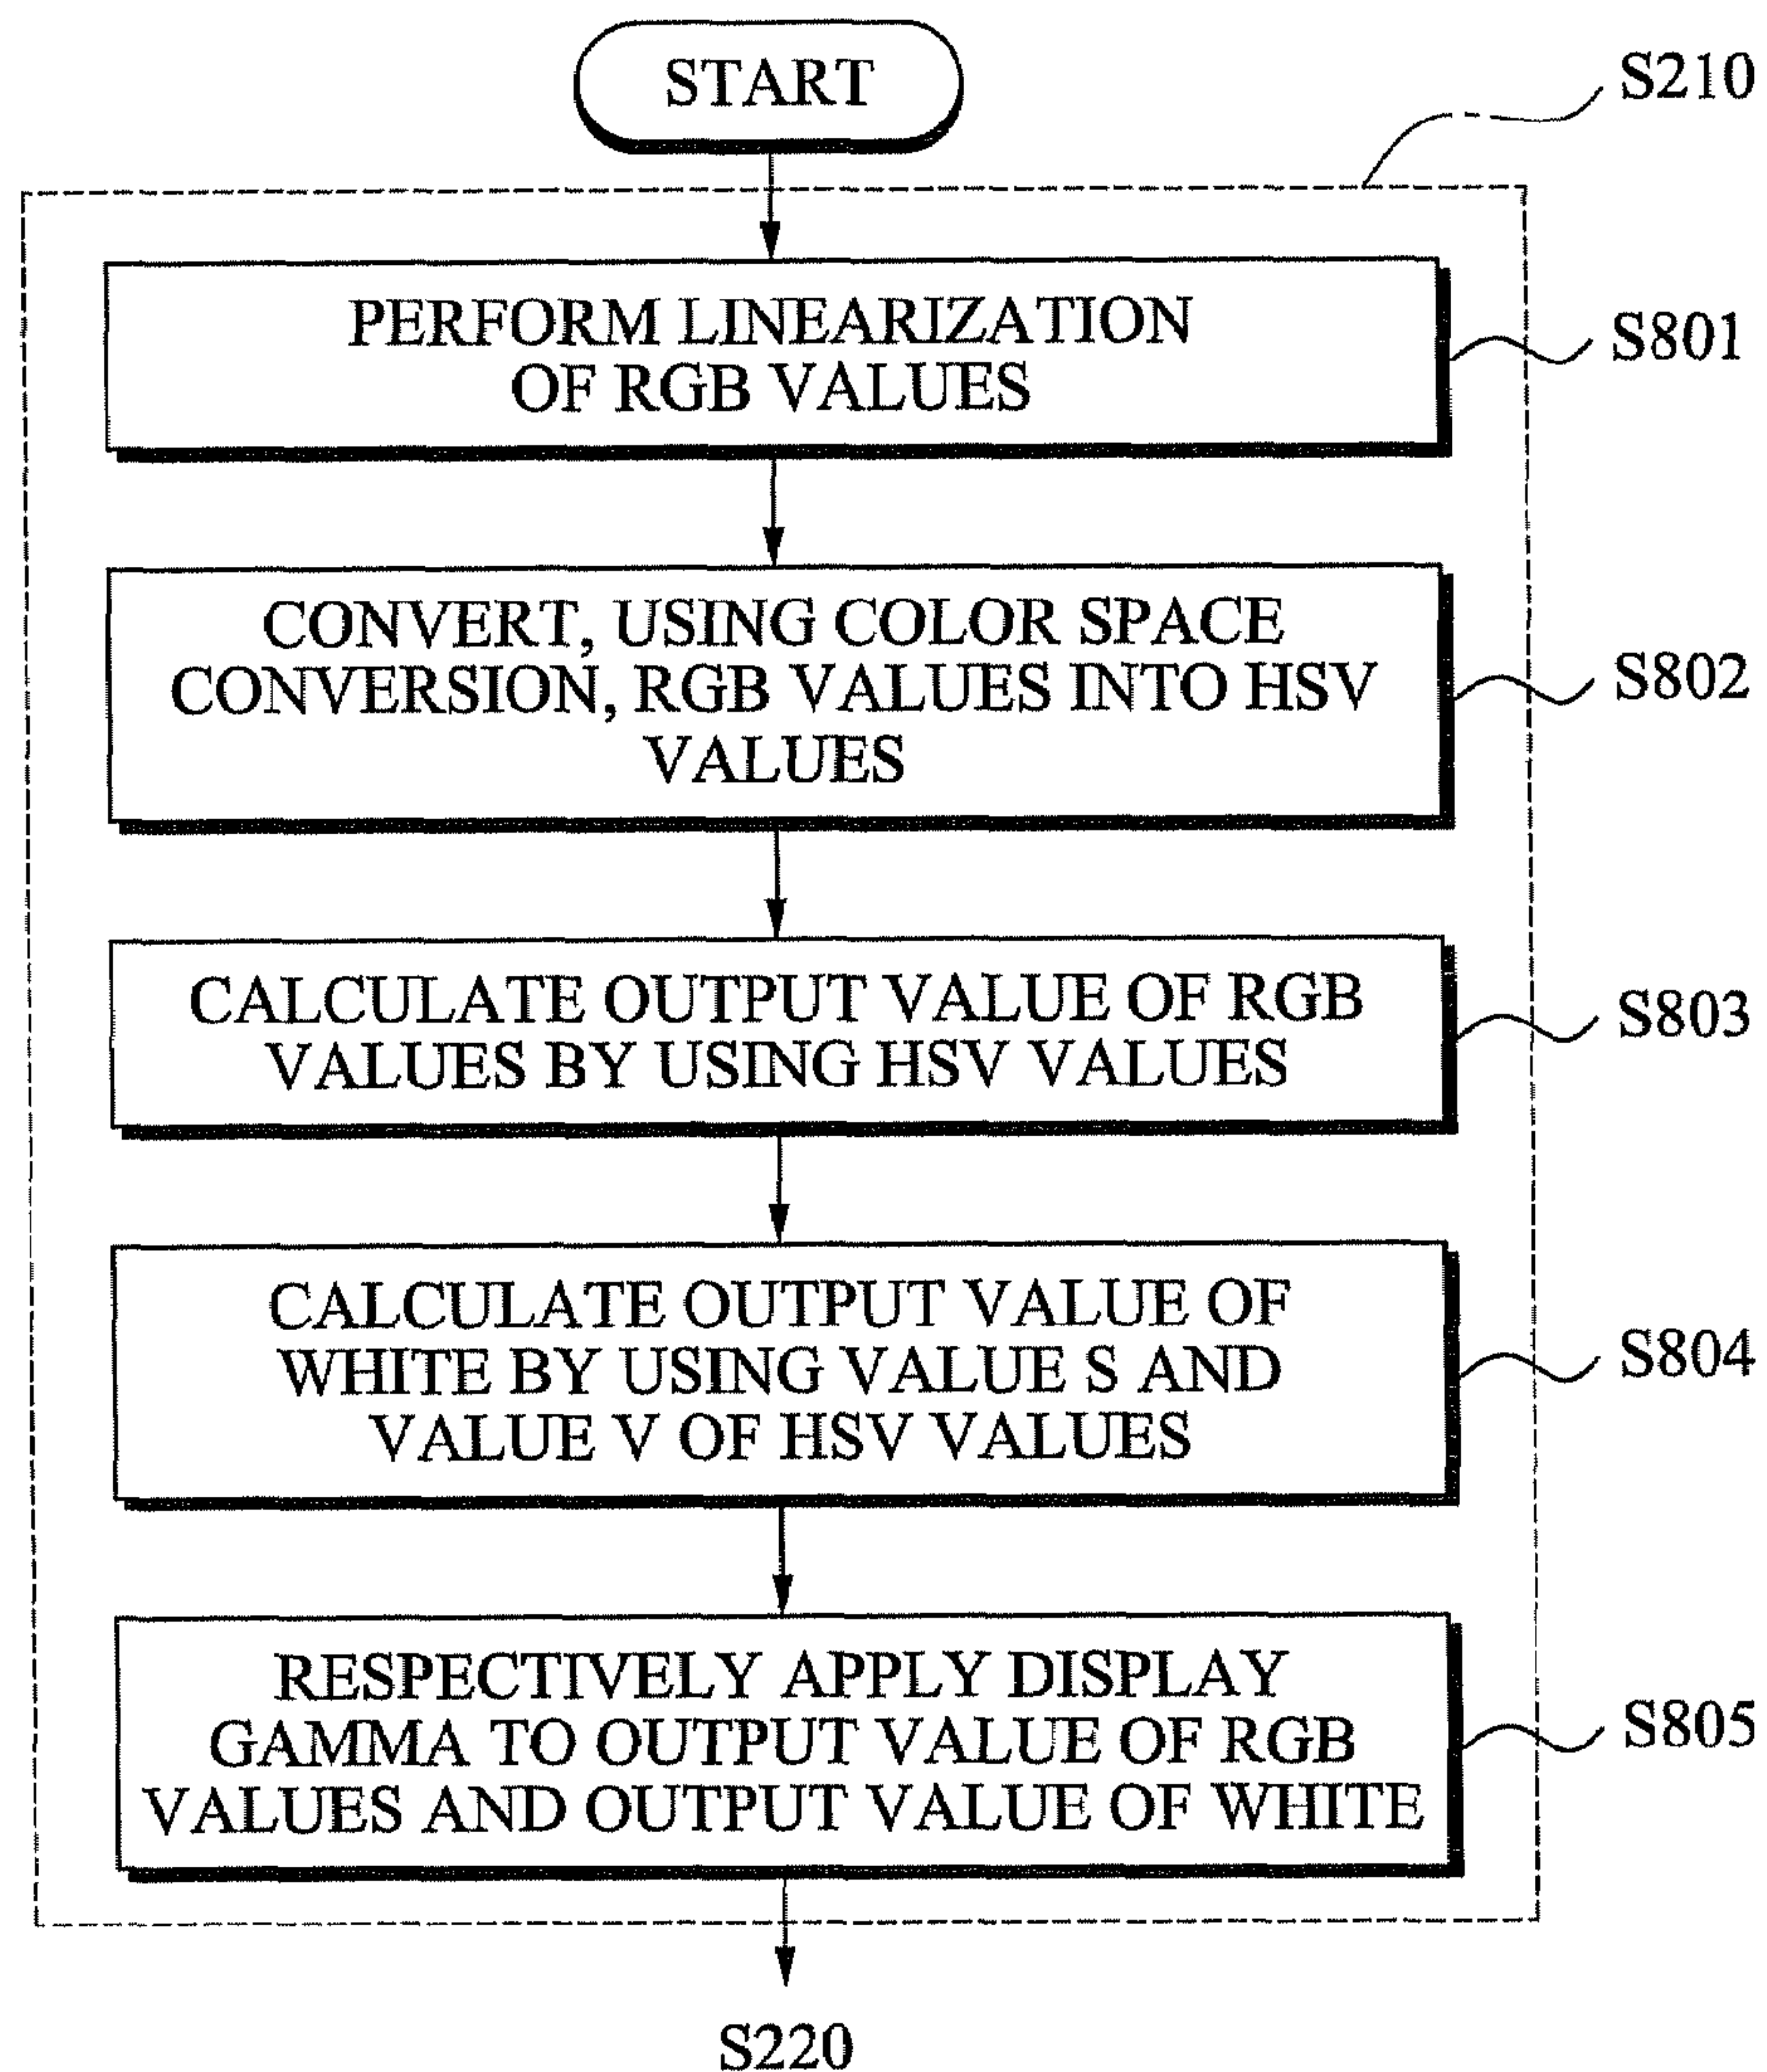 START
S210
PERFORM LINEARIZATION
OF RGB VALUES
S801
CONVERT, USING COLOR SPACE
CONVERSION, RGB VALUES INTO HSV
VALUES
S802
CALCULATE OUTPUT VALUE OF RGB
VALUES BY USING HSV VALUES
S803
CALCULATE OUTPUT VALUE OF
WHITE BY USING VALUE S AND
VALUE V OF HSV VALUES
S804
RESPECTIVELY APPLY DISPLAY
GAMMA TO OUTPUT VALUE OF RGB
VALUES AND OUTPUT VALUE OF WHITE
S805
S220